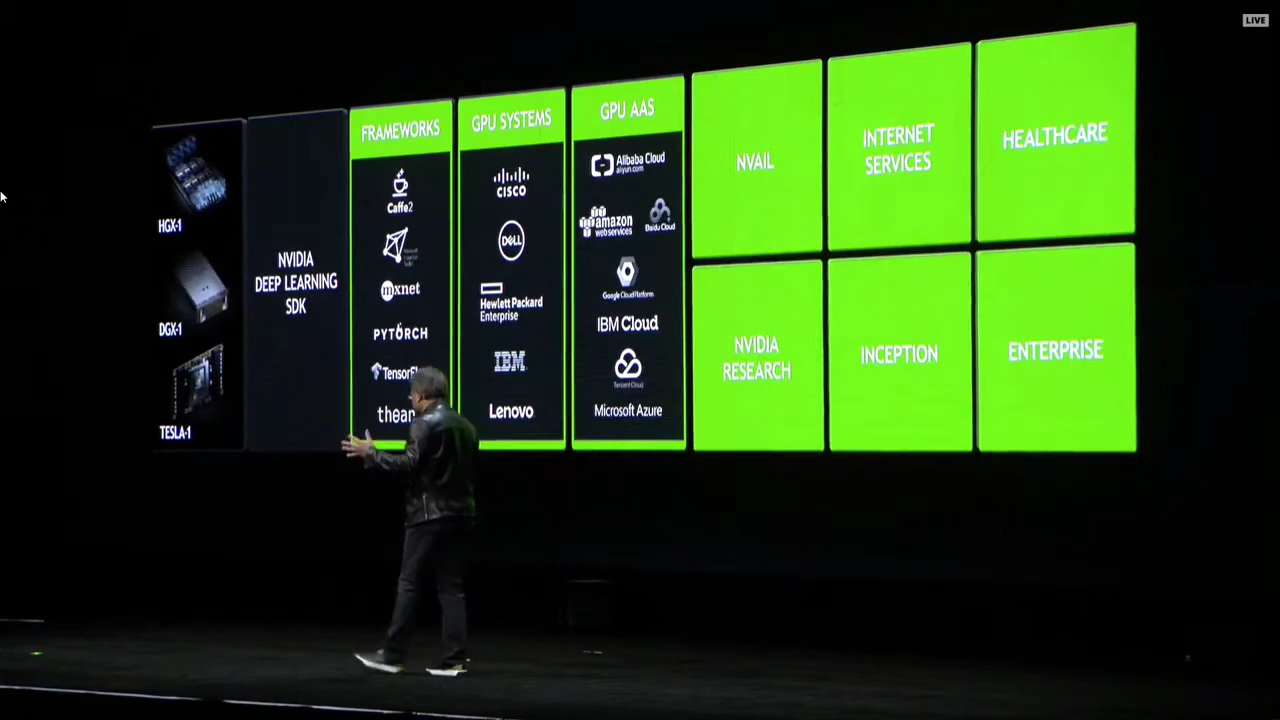 LIVE
HGX-1
DGX-1
TESLA-1
NVIDIA
DEEP LEARNING
SDK
FRAMEWORKS
Caffe2
mxnet
PYTORCH
TensorFl
thean
GPU SYSTEMS
CISCO
DELL
Hewlett Packard
Enterprise
IBM
Lenovo
GPU AAS
Alibaba Cloud
aliyun.com
amazon
web services
Baidu Cloud
Google Cloud Platform
IBM Cloud
Tencent Cloud
Microsoft Azure
NVAIL
NVIDIA
RESEARCH
INTERNET
SERVICES
INCEPTION
HEALTHCARE
ENTERPRISE